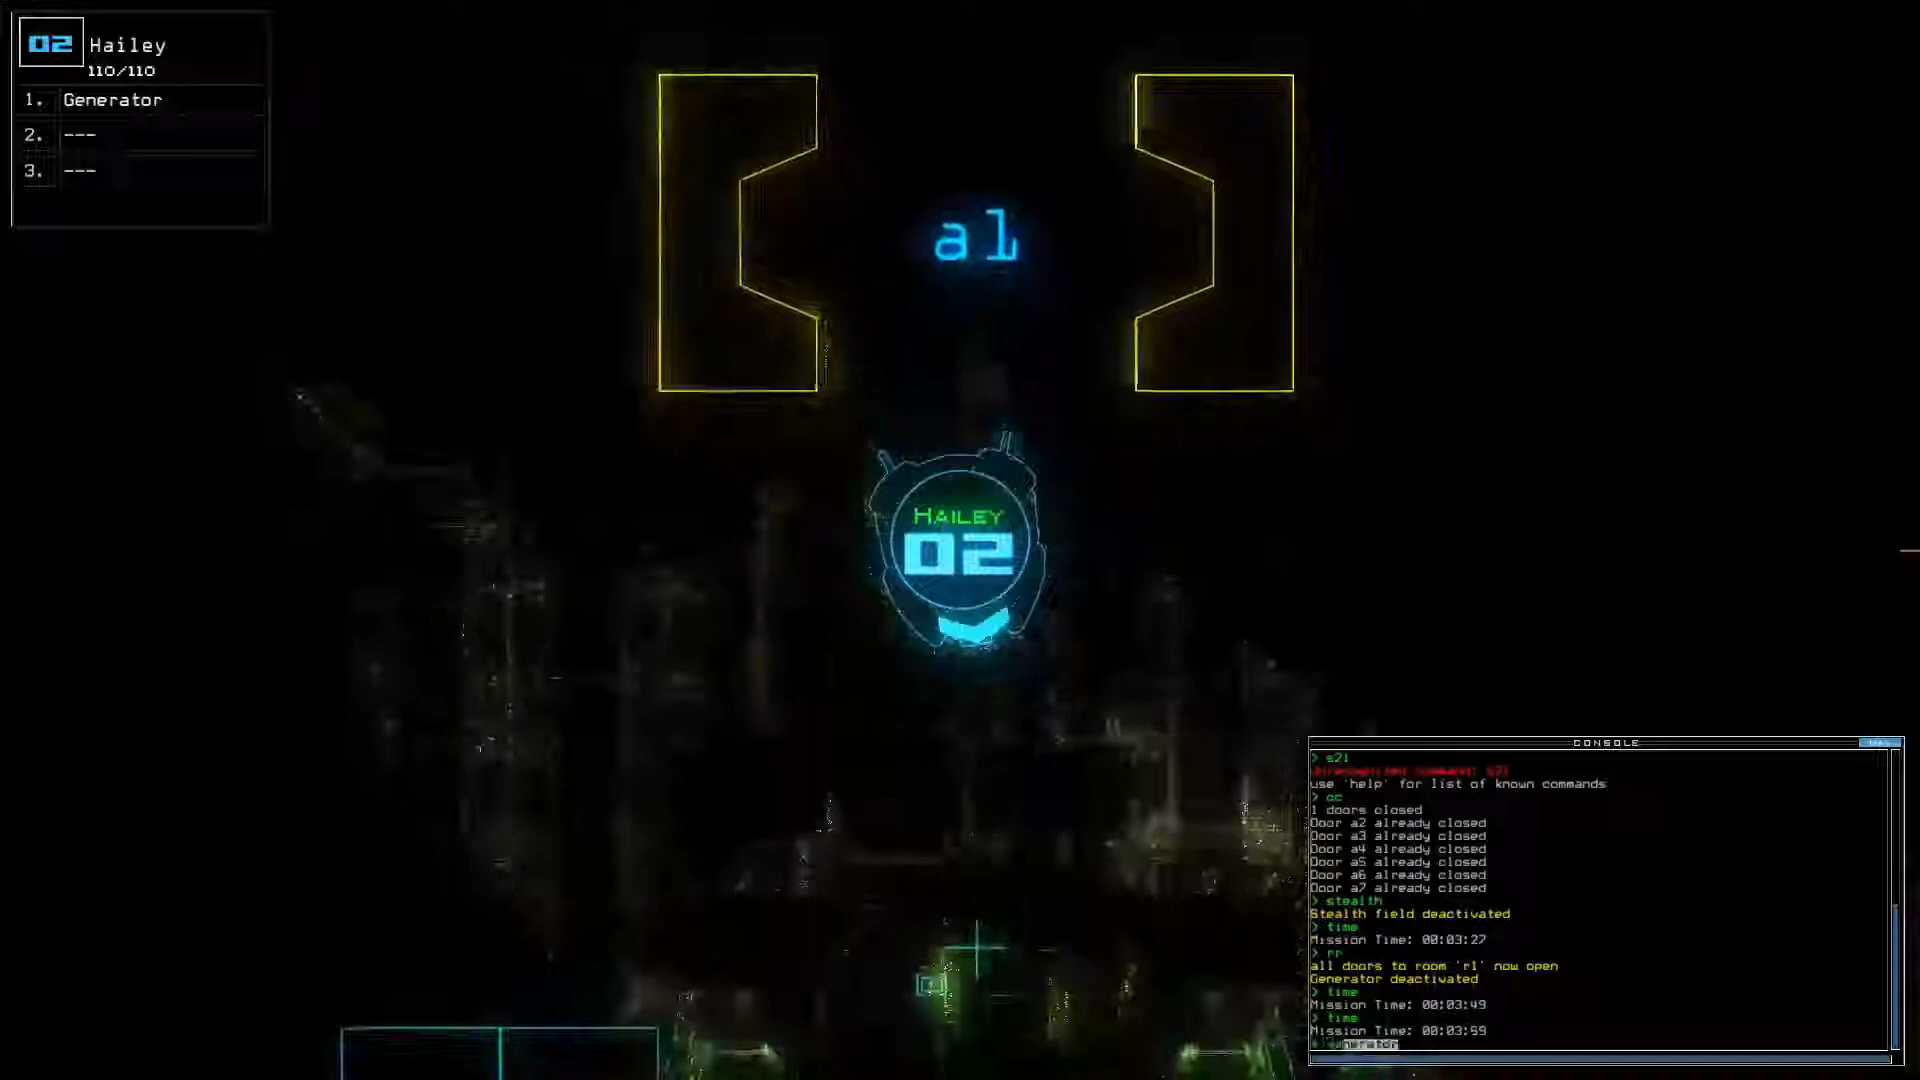 02 Hailey
110/110
1. Generator
2. ---
3. ---
a1
HAILEY
02
CONSOLE
> s21
Unrecognized command: s21
use 'help' for list of known commands
> ac
1 doors closed
Door a2 already closed
Door a3 already closed
Door a4 already closed
Door a5 already closed
Door a6 already closed
Door a7 already closed
> stealth
Stealth field deactivated
> time
Mission Time: 00:03:27
> rr
all doors to room 'r1' now open
Generator deactivated
> time
Mission Time: 00:03:49
> time
Mission Time: 00:03:59